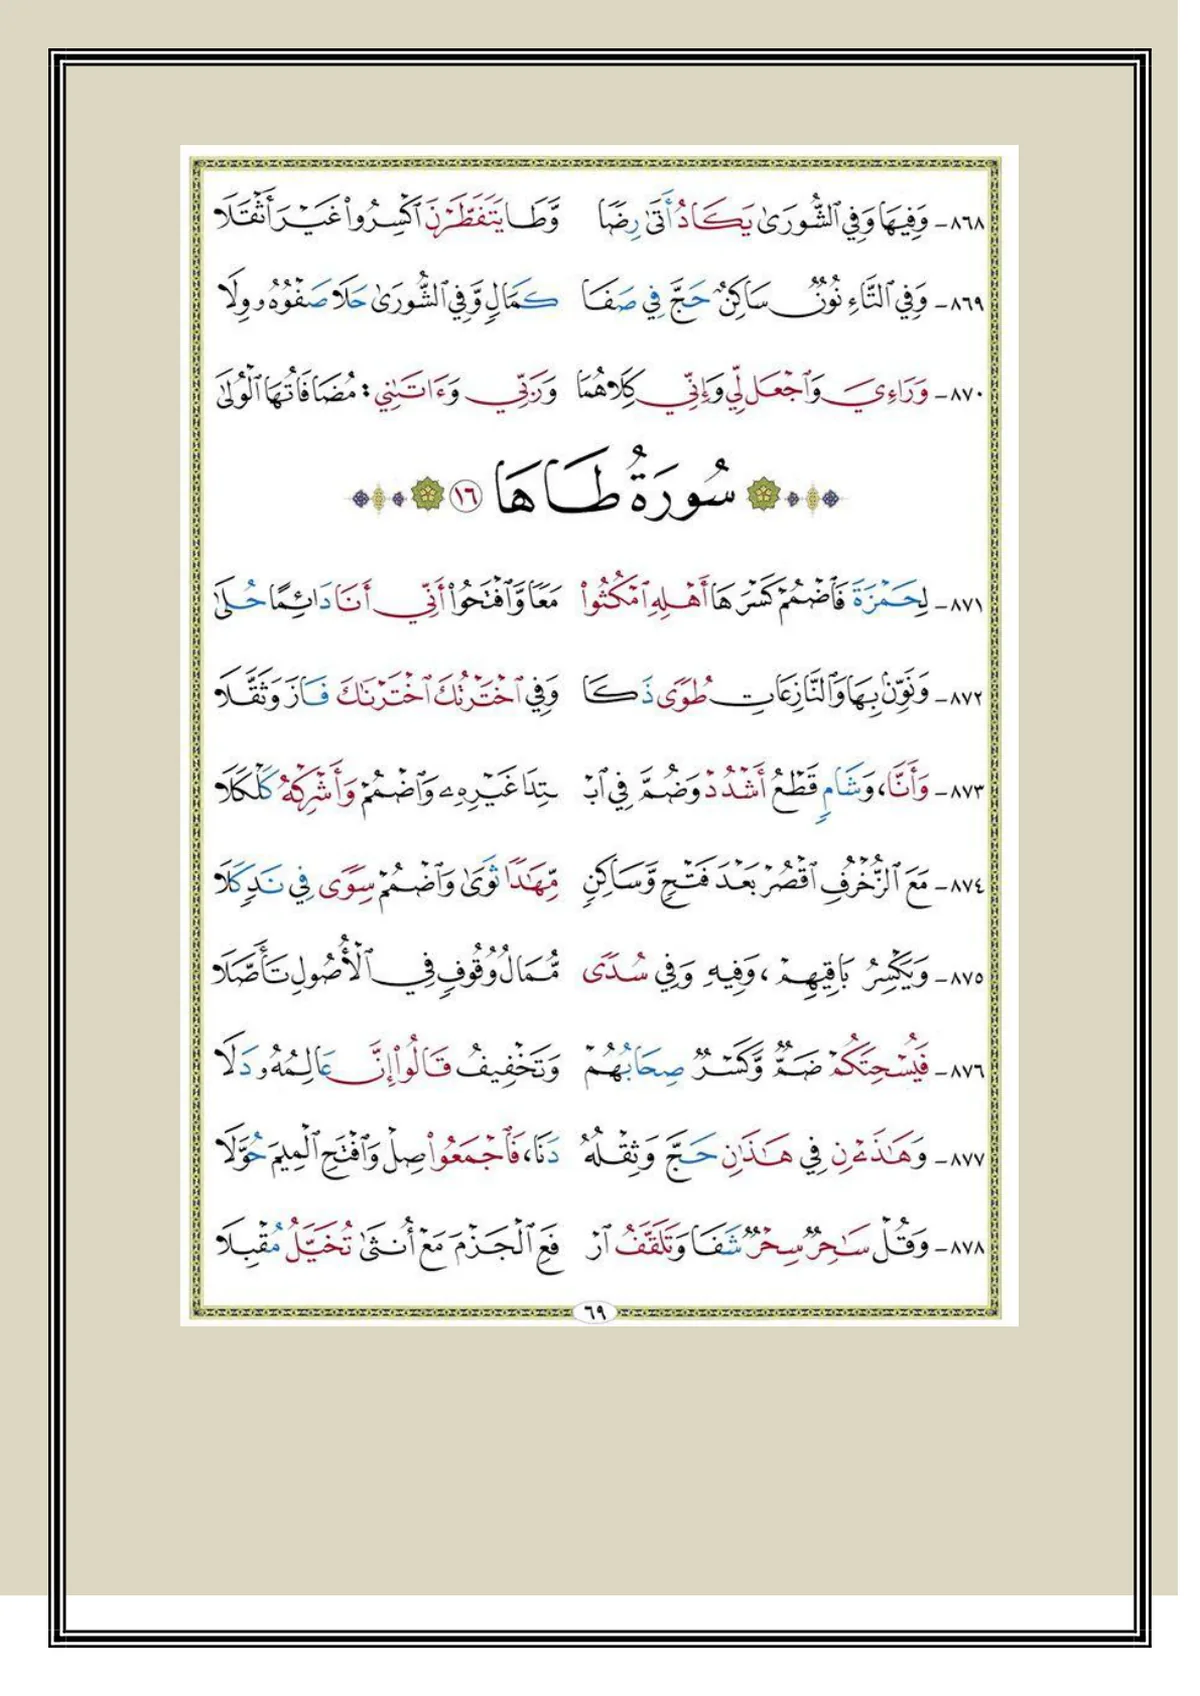 ٨٦٨- وَفِيهَا وَفِي الشُّورَىٰ يَكَادُ أَتَىٰ رِضًا وَّطَا يَتَفَطَّرْنَ اكْسِرُواْ غَيْرَ أَثْقَلَا
٨٦٩- وَفِي التَّاءِ نُونٌ سَاكِنٌ حَجَّ فِي صَفَا كَمَالٍ وَّفِي الشُّورَىٰ حَلَا صَفْوُهُۥ وِلَا
٨٧٠- وَرَاءِيَ وَاجْعَل لِّي وَإِنِّي كِلَاهُمَا وَرَبِّي وَءَاتَىٰنِي: مُضَافَاتُهَا الْوُلَىٰ
سُورَةُ طَاهَا ١٦
٨٧١- لِحَمْزَةَ فَاضْمُمْ كَسْرَ هَا أَهْلِهِ امْكُثُواْ مَعًا وَّافْتَحُواْ أَنِّي أَنَا دَائِمًا حُلَىٰ
٨٧٢- وَنَوِّنْ بِهَا وَالنَّازِعَاتِ طُوًى ذَكَا وَفِي اخْتَرْتُكَ اخْتَرْنَاكَ فَازَ وَثَقَّلَا
٨٧٣- وَأَنَّا، وَشَامٍ قَطْعُ أَشْدُدْ وَضُمَّ فِي ابْـ ـتِدَا غَيْرِهِۦ وَاضْمُمْ وَأَشْرِكْهُ كَلْكَلَا
٨٧٤- مَعَ الزُّخْرُفِ اقْصُرْ بَعْدَ فَتْحٍ وَّسَاكِنٍ مِّهَٰدًا ثَوَىٰ وَاضْمُمْ سِوًى فِي نَدٍ كَلَا
٨٧٥- وَيَكْسِرُ بَاقِيهِمْ، وَفِيهِ وَفِي سُدًى مُّمَالُ وُقُوفٍ فِي الْأُصُولِ تَأَصَّلَا
٨٧٦- فَيُسْحِتَكُمْ ضَمٌّ وَّكَسْرٌ صِحَابُهُمْ وَتَخْفِيفُ قَالُواْ إِنَّ عَالِمُهُۥ دَلَا
٨٧٧- وَهَٰذَيْنِ فِي هَٰذَانِ حَجَّ وَثِقْلُهُ دَنَا، فَاجْمَعُواْ صِلْ وَافْتَحِ الْمِيمَ حُوَّلَا
٨٧٨- وَقُلْ سَٰحِرٌ سِحْرٌ شَفَا وَتَلَقَّفُ ارْ فَعِ الْجَزْمَ مَعْ أُنْثَىٰ تُخَيَّلُ مُقْبِلَا
٦٩